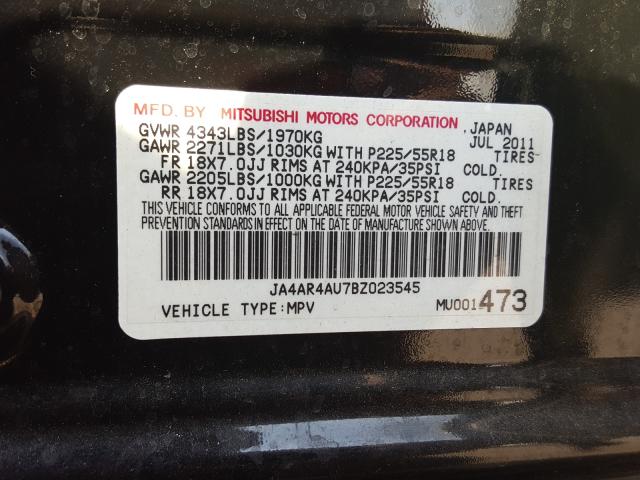 MFD. BY MITSUBISHI MOTORS CORPORATION, JAPAN
GVWR 4343LBS/1970KG JUL 2011
GAWR 2271LBS/1030KG WITH P225/55R18 TIRES-
FR 18X7.0JJ RIMS AT 240KPA/35PSI COLD.
GAWR 2205LBS/1000KG WITH P225/55R18 TIRES-
RR 18X7.0JJ RIMS AT 240KPA/35PSI COLD.
THIS VEHICLE CONFORMS TO ALL APPLICABLE FEDERAL MOTOR VEHICLE SAFETY AND THEFT
PREVENTION STANDARDS IN EFFECT ON THE DATE OF MANUFACTURE SHOWN ABOVE.
JA4AR4AU7BZ023545
VEHICLE TYPE:MPV MU001473